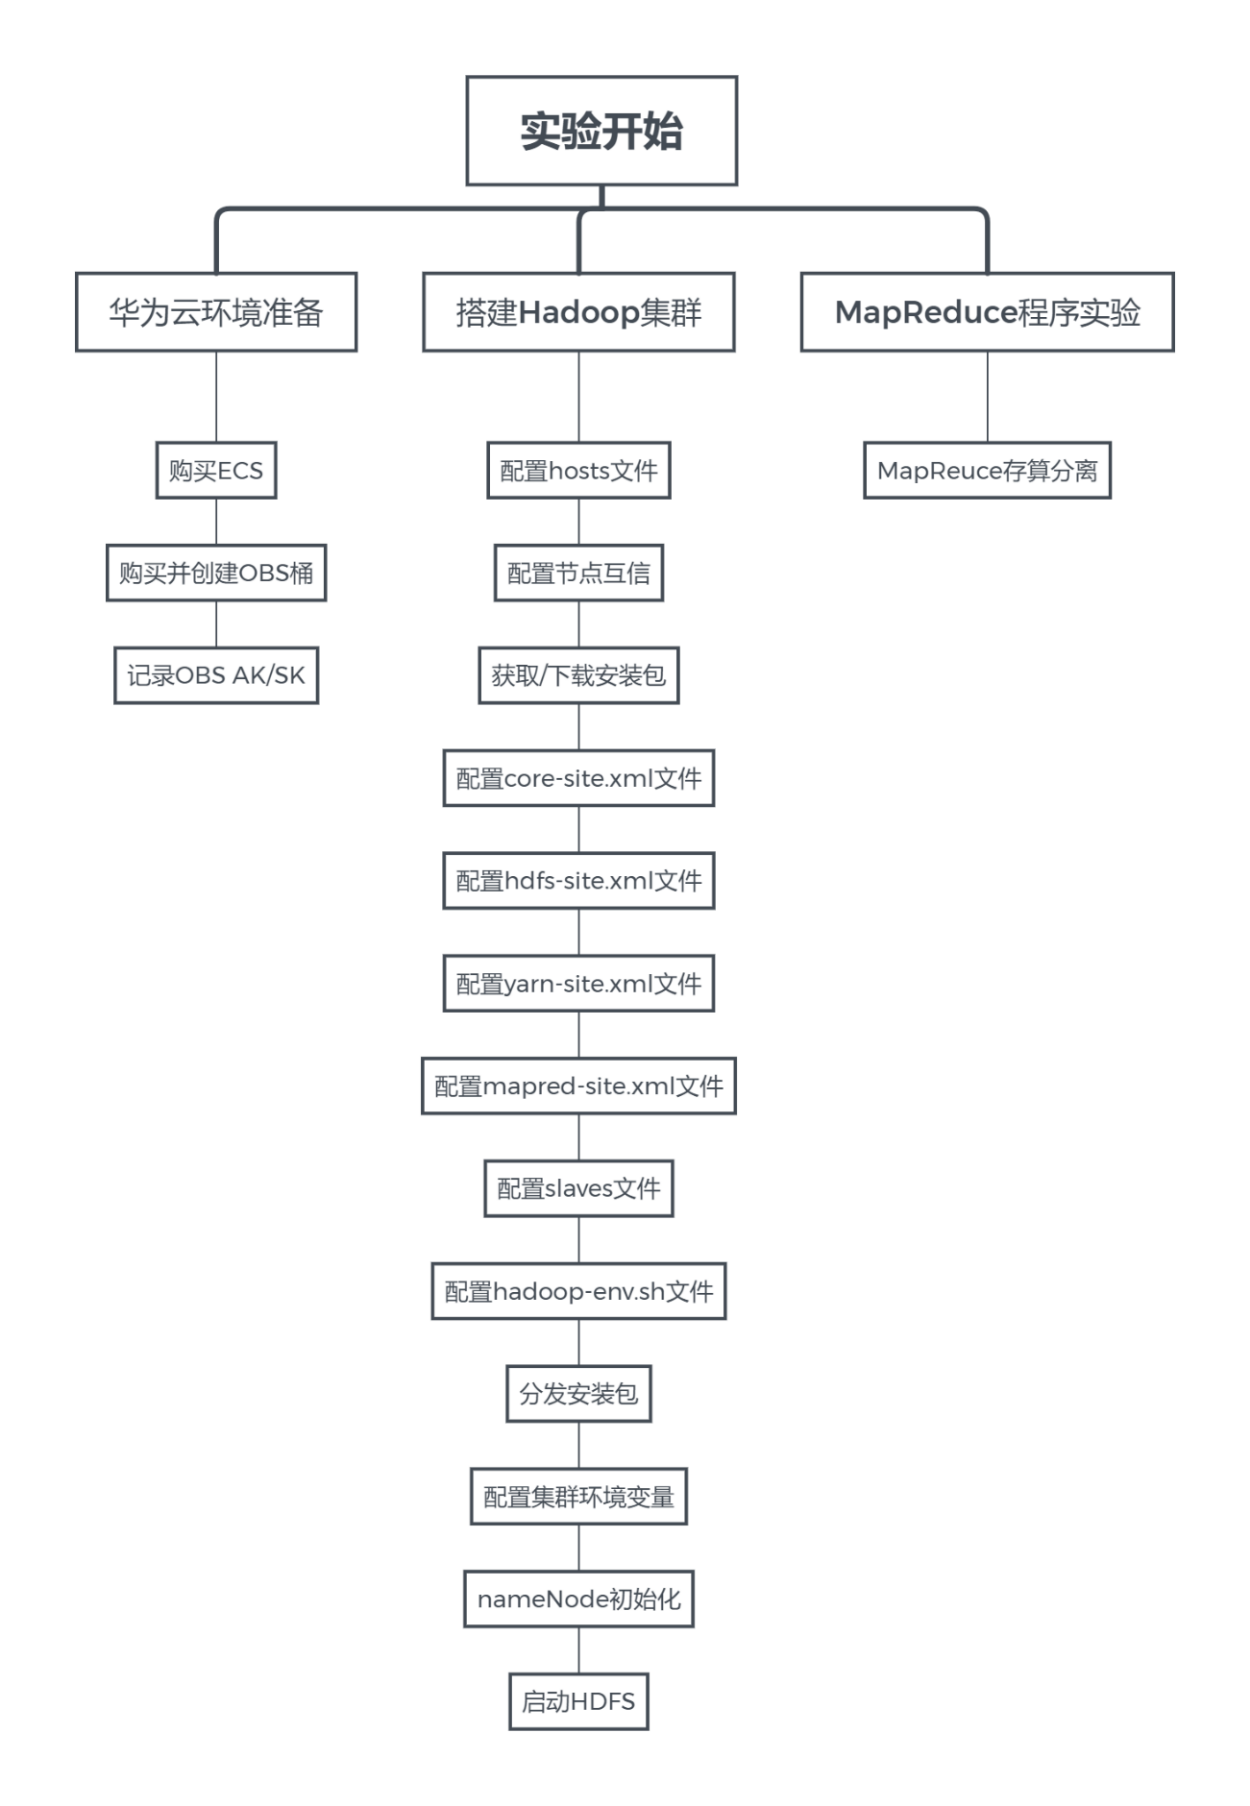 实验开始
华为云环境准备
搭建Hadoop集群
MapReduce程序实验
购买ECS
购买并创建OBS桶
记录OBS AK/SK
配置hosts文件
配置节点互信
获取/下载安装包
配置core-site.xml文件
配置hdfs-site.xml文件
配置yarn-site.xml文件
配置mapred-site.xml文件
配置slaves文件
配置hadoop-env.sh文件
分发安装包
配置集群环境变量
nameNode初始化
启动HDFS
MapReuce存算分离